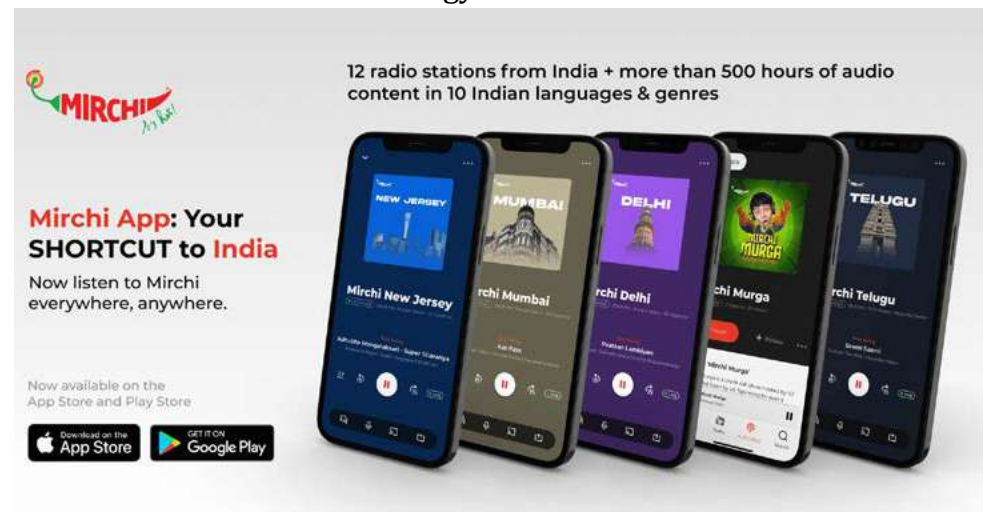 gy
MIRCHI
12 radio stations from India + more than 500 hours of audio
content in 10 Indian languages & genres
Mirchi App: Your
SHORTCUT to India
Now listen to Mirchi
everywhere, anywhere.
Now available on the
App Store and Play Store
Download on the
App Store
GET IT ON
Google Play
NEW JERSEY
Mirchi New Jersey
MUMBAI
rchi Mumbai
DELHI
rchi Delhi
MIRCHI
MURGA
chi Murga
TELUGU
rchi Telugu